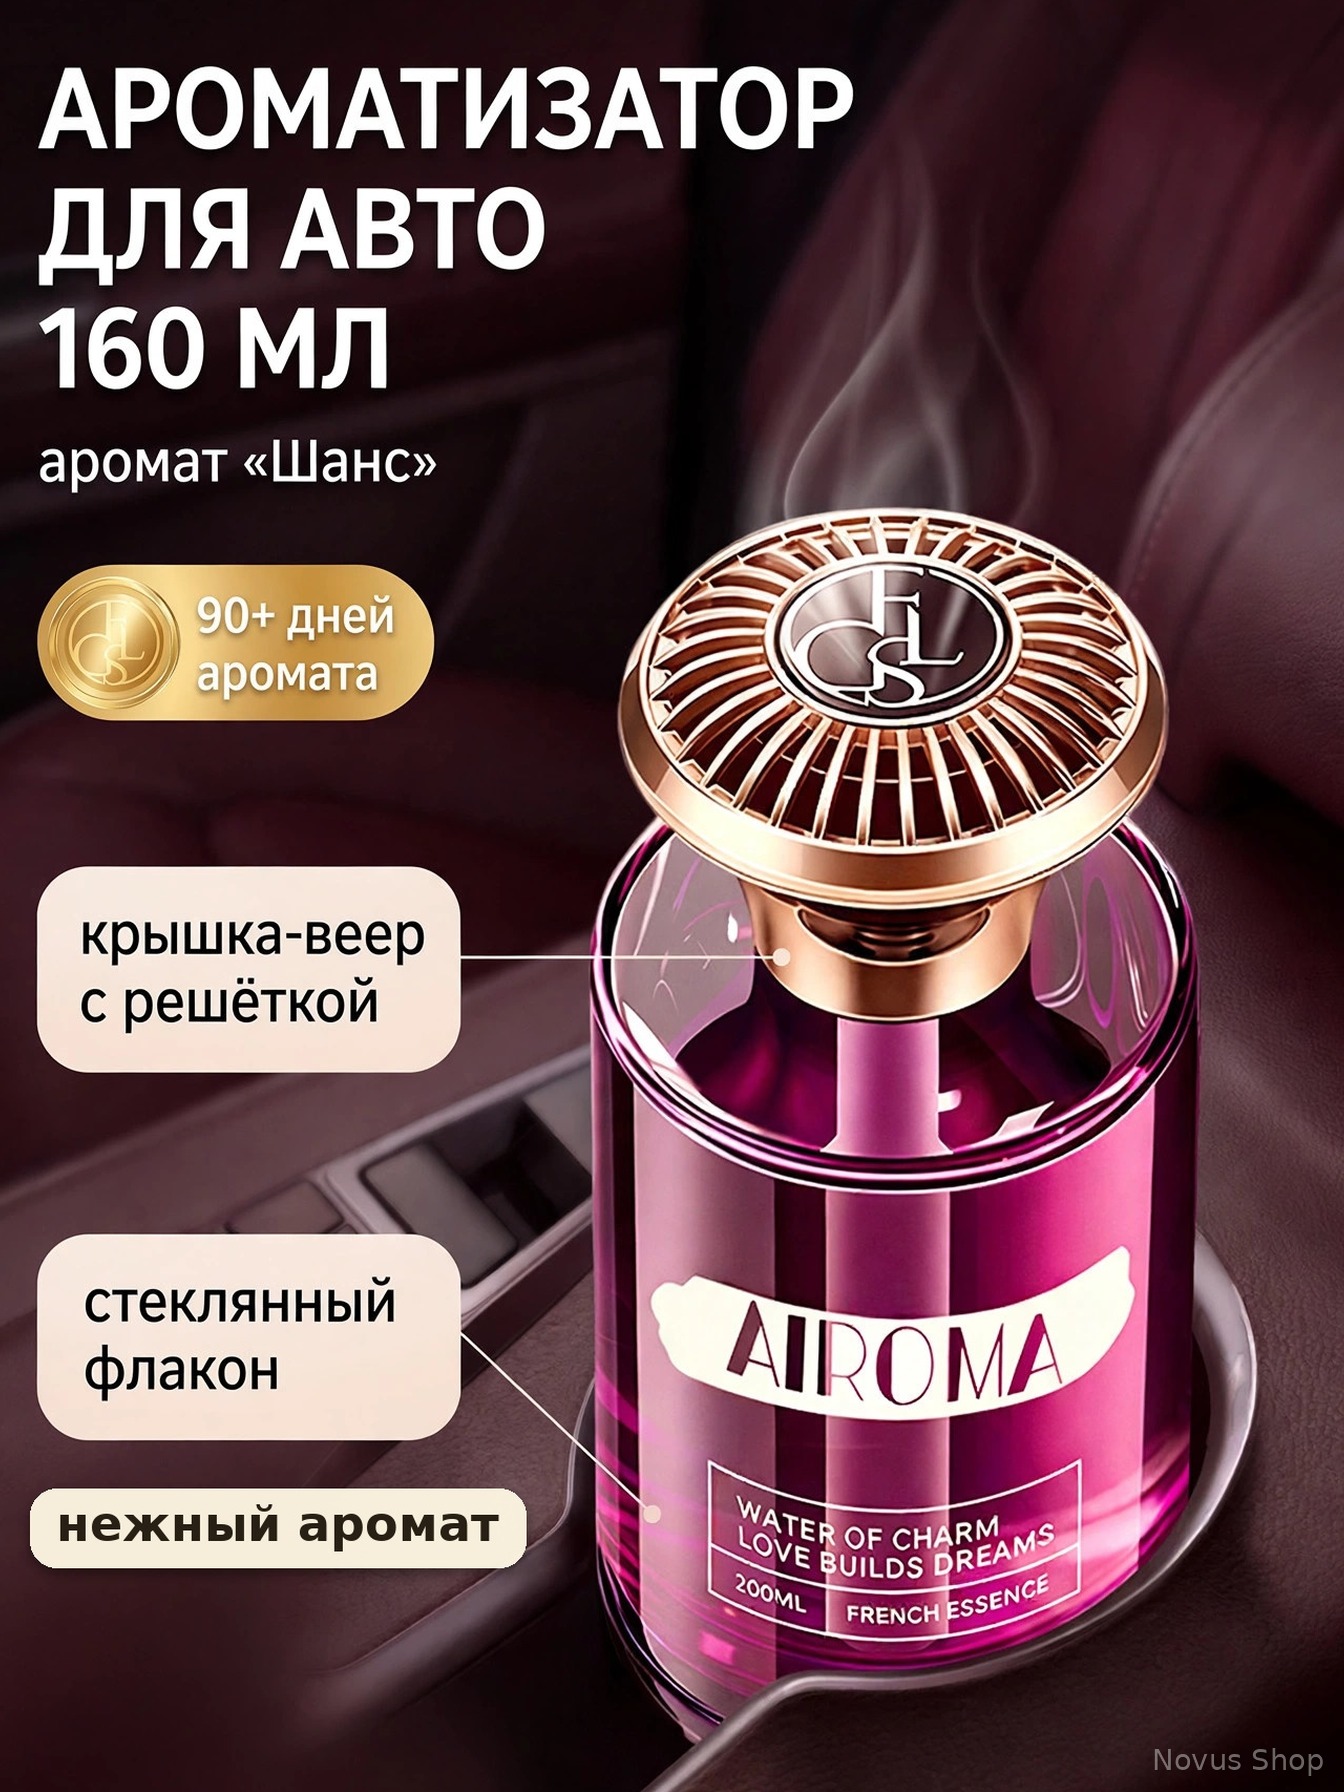 АРОМАТИЗАТОР
ДЛЯ АВТО
160 МЛ
аромат «Шанс»
90+ дней
аромата
крышка-веер
с решёткой
стеклянный
флакон
нежный аромат
AIROMA
WATER OF CHARM
LOVE BUILDS DREAMS
200ML FRENCH ESSENCE
Novus Shop